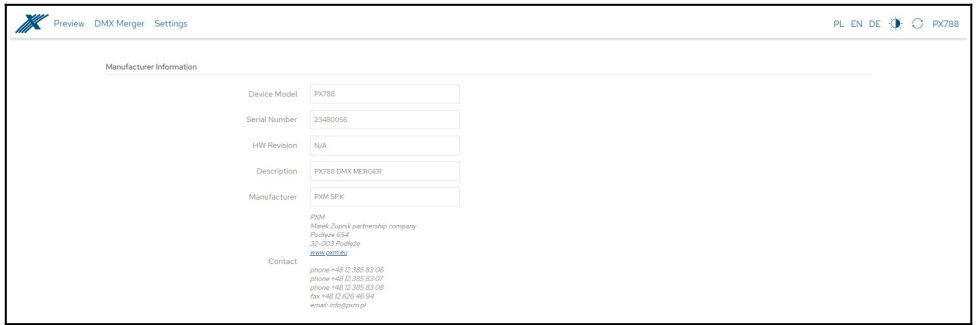 Preview DMX Merger Settings PL EN DE PX788
Manufacturer Information
Device Model PX788
Serial Number 23480056
HW Revision N/A
Description PX788 DMX MERGER
Manufacturer PXM SP.K
Contact
PXM
Marek Żupnik partnership company
Podłęże 654
32-003 Podłęże
www.pxm.eu
phone +48 12 385 83 06
phone +48 12 385 83 07
phone +48 12 385 83 08
fax +48 12 626 46 94
email: info@pxm.pl